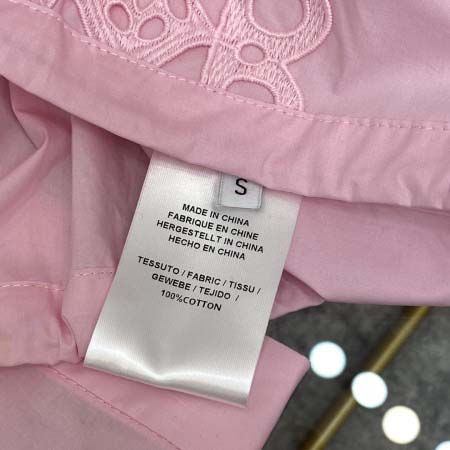 S
MADE IN CHINA
FABRIQUE EN CHINE
HERGESTELLT IN CHINA
HECHO EN CHINA
TESSUTO / FABRIC / TISSU /
GEWEBE / TEJIDO /
100%COTTON